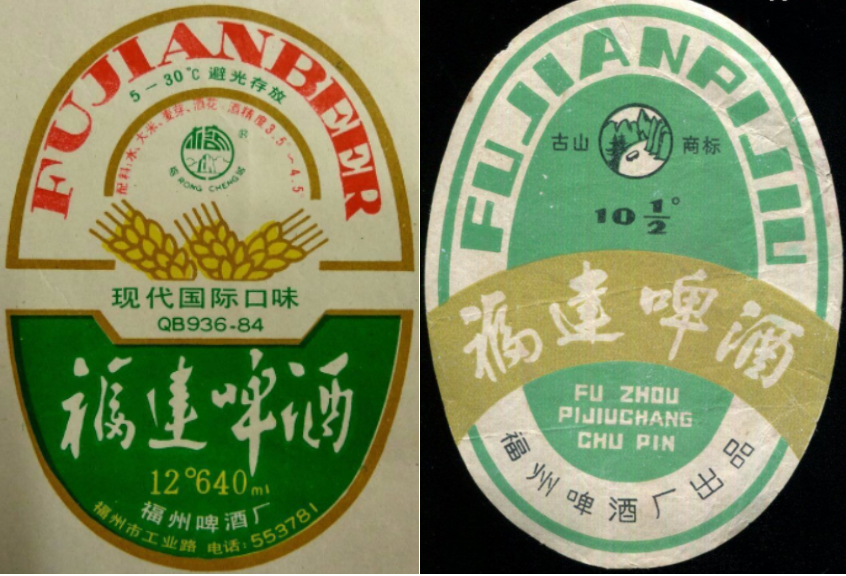 FUJIANBEER
5—30°C 避光存放
配料:水、大米、麦芽、酒花、酒精度3.5~4.5
RONG CHENG
现代国际口味
QB936-84
福建啤酒
12°640ml
福州啤酒厂
福州市工业路 电话:553781
FUJIANPIJIU
古山 商标
10 1/2°
福建啤酒
FU ZHOU
PIJIUCHANG
CHU PIN
福州啤酒厂出品